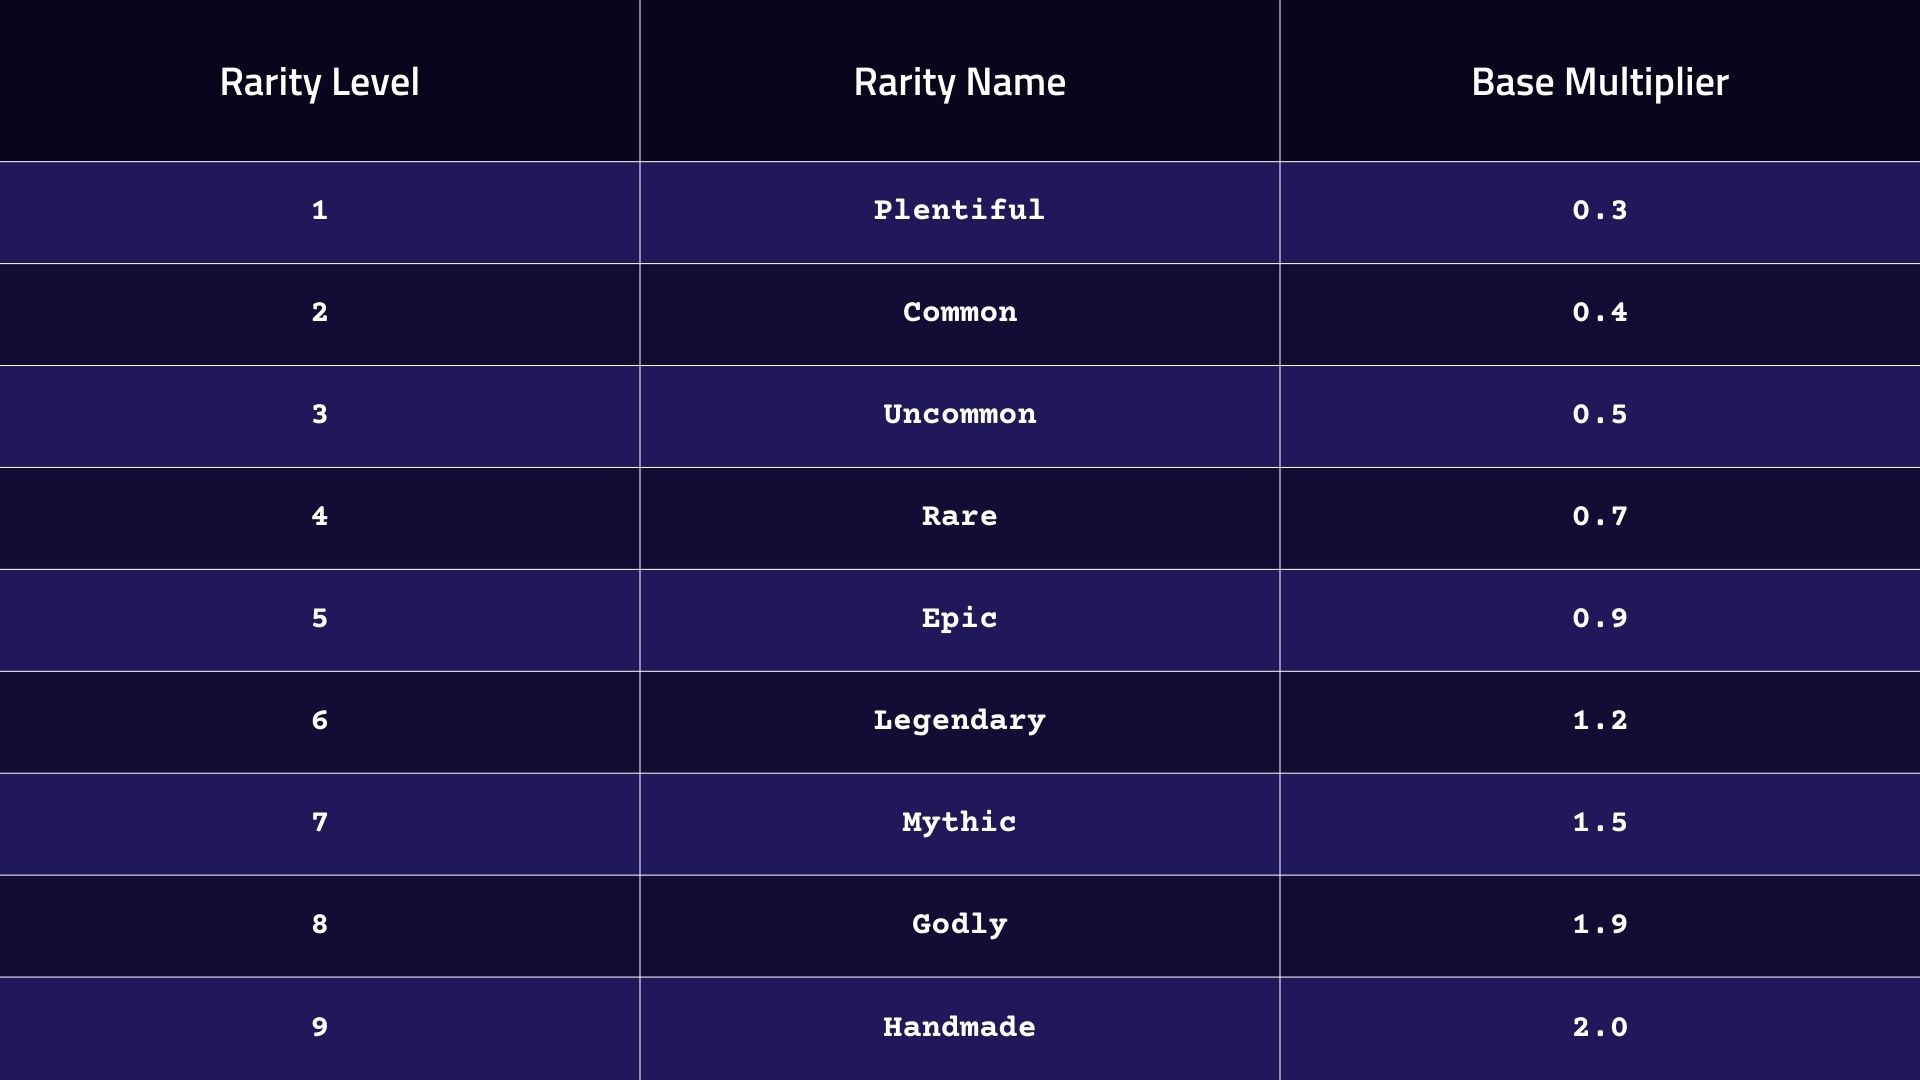 Rarity Level Rarity Name Base Multiplier
1 Plentiful 0.3
2 Common 0.4
3 Uncommon 0.5
4 Rare 0.7
5 Epic 0.9
6 Legendary 1.2
7 Mythic 1.5
8 Godly 1.9
9 Handmade 2.0